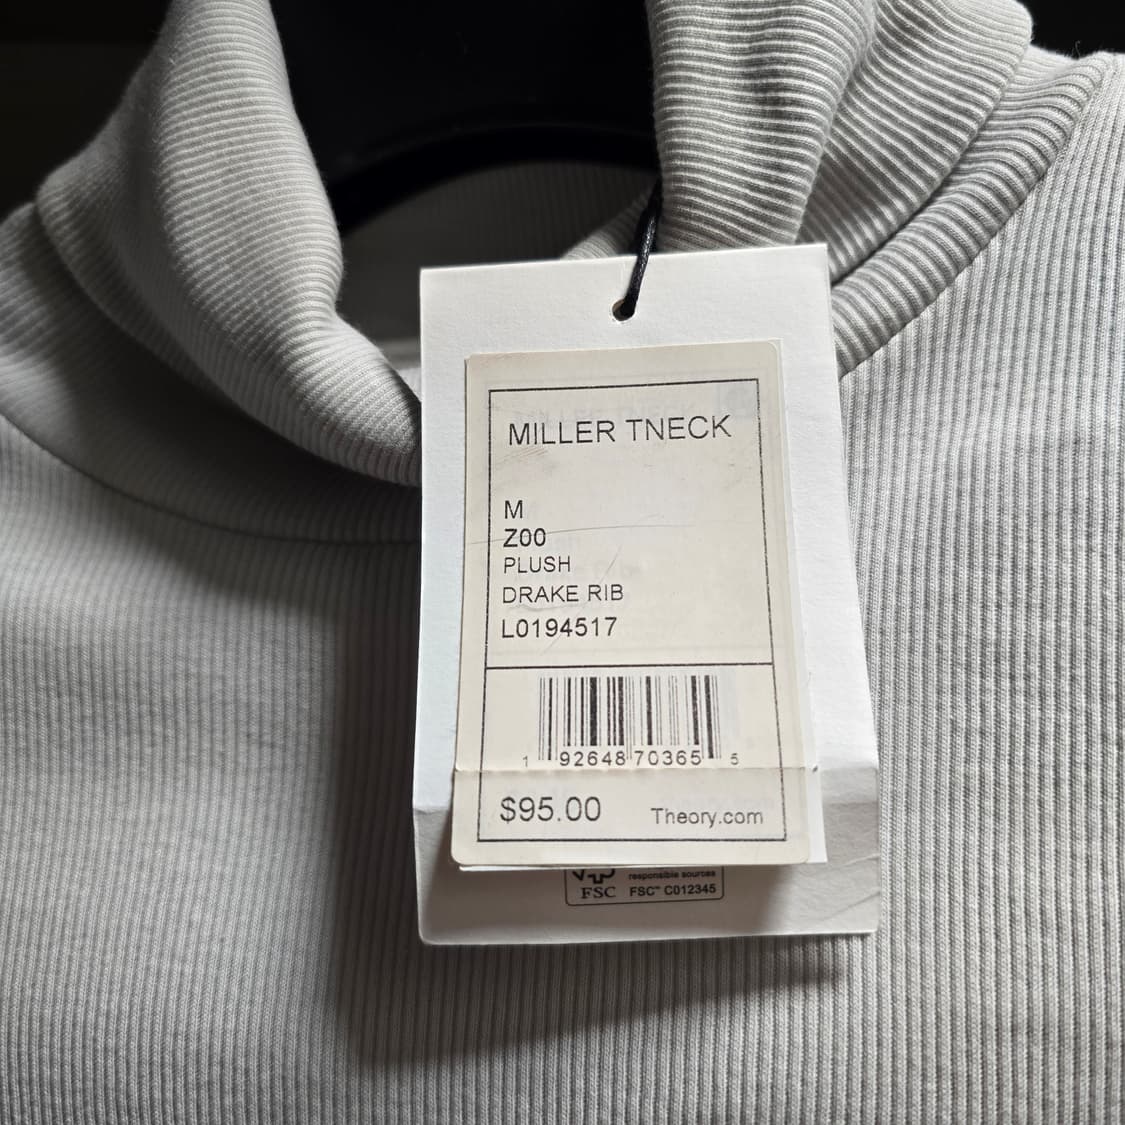 MILLER TNECK
M
Z00
PLUSH
DRAKE RIB
L0194517
1 92648 70365 5
$95.00 Theory.com
responsible sources
FSC FSC™ C012345